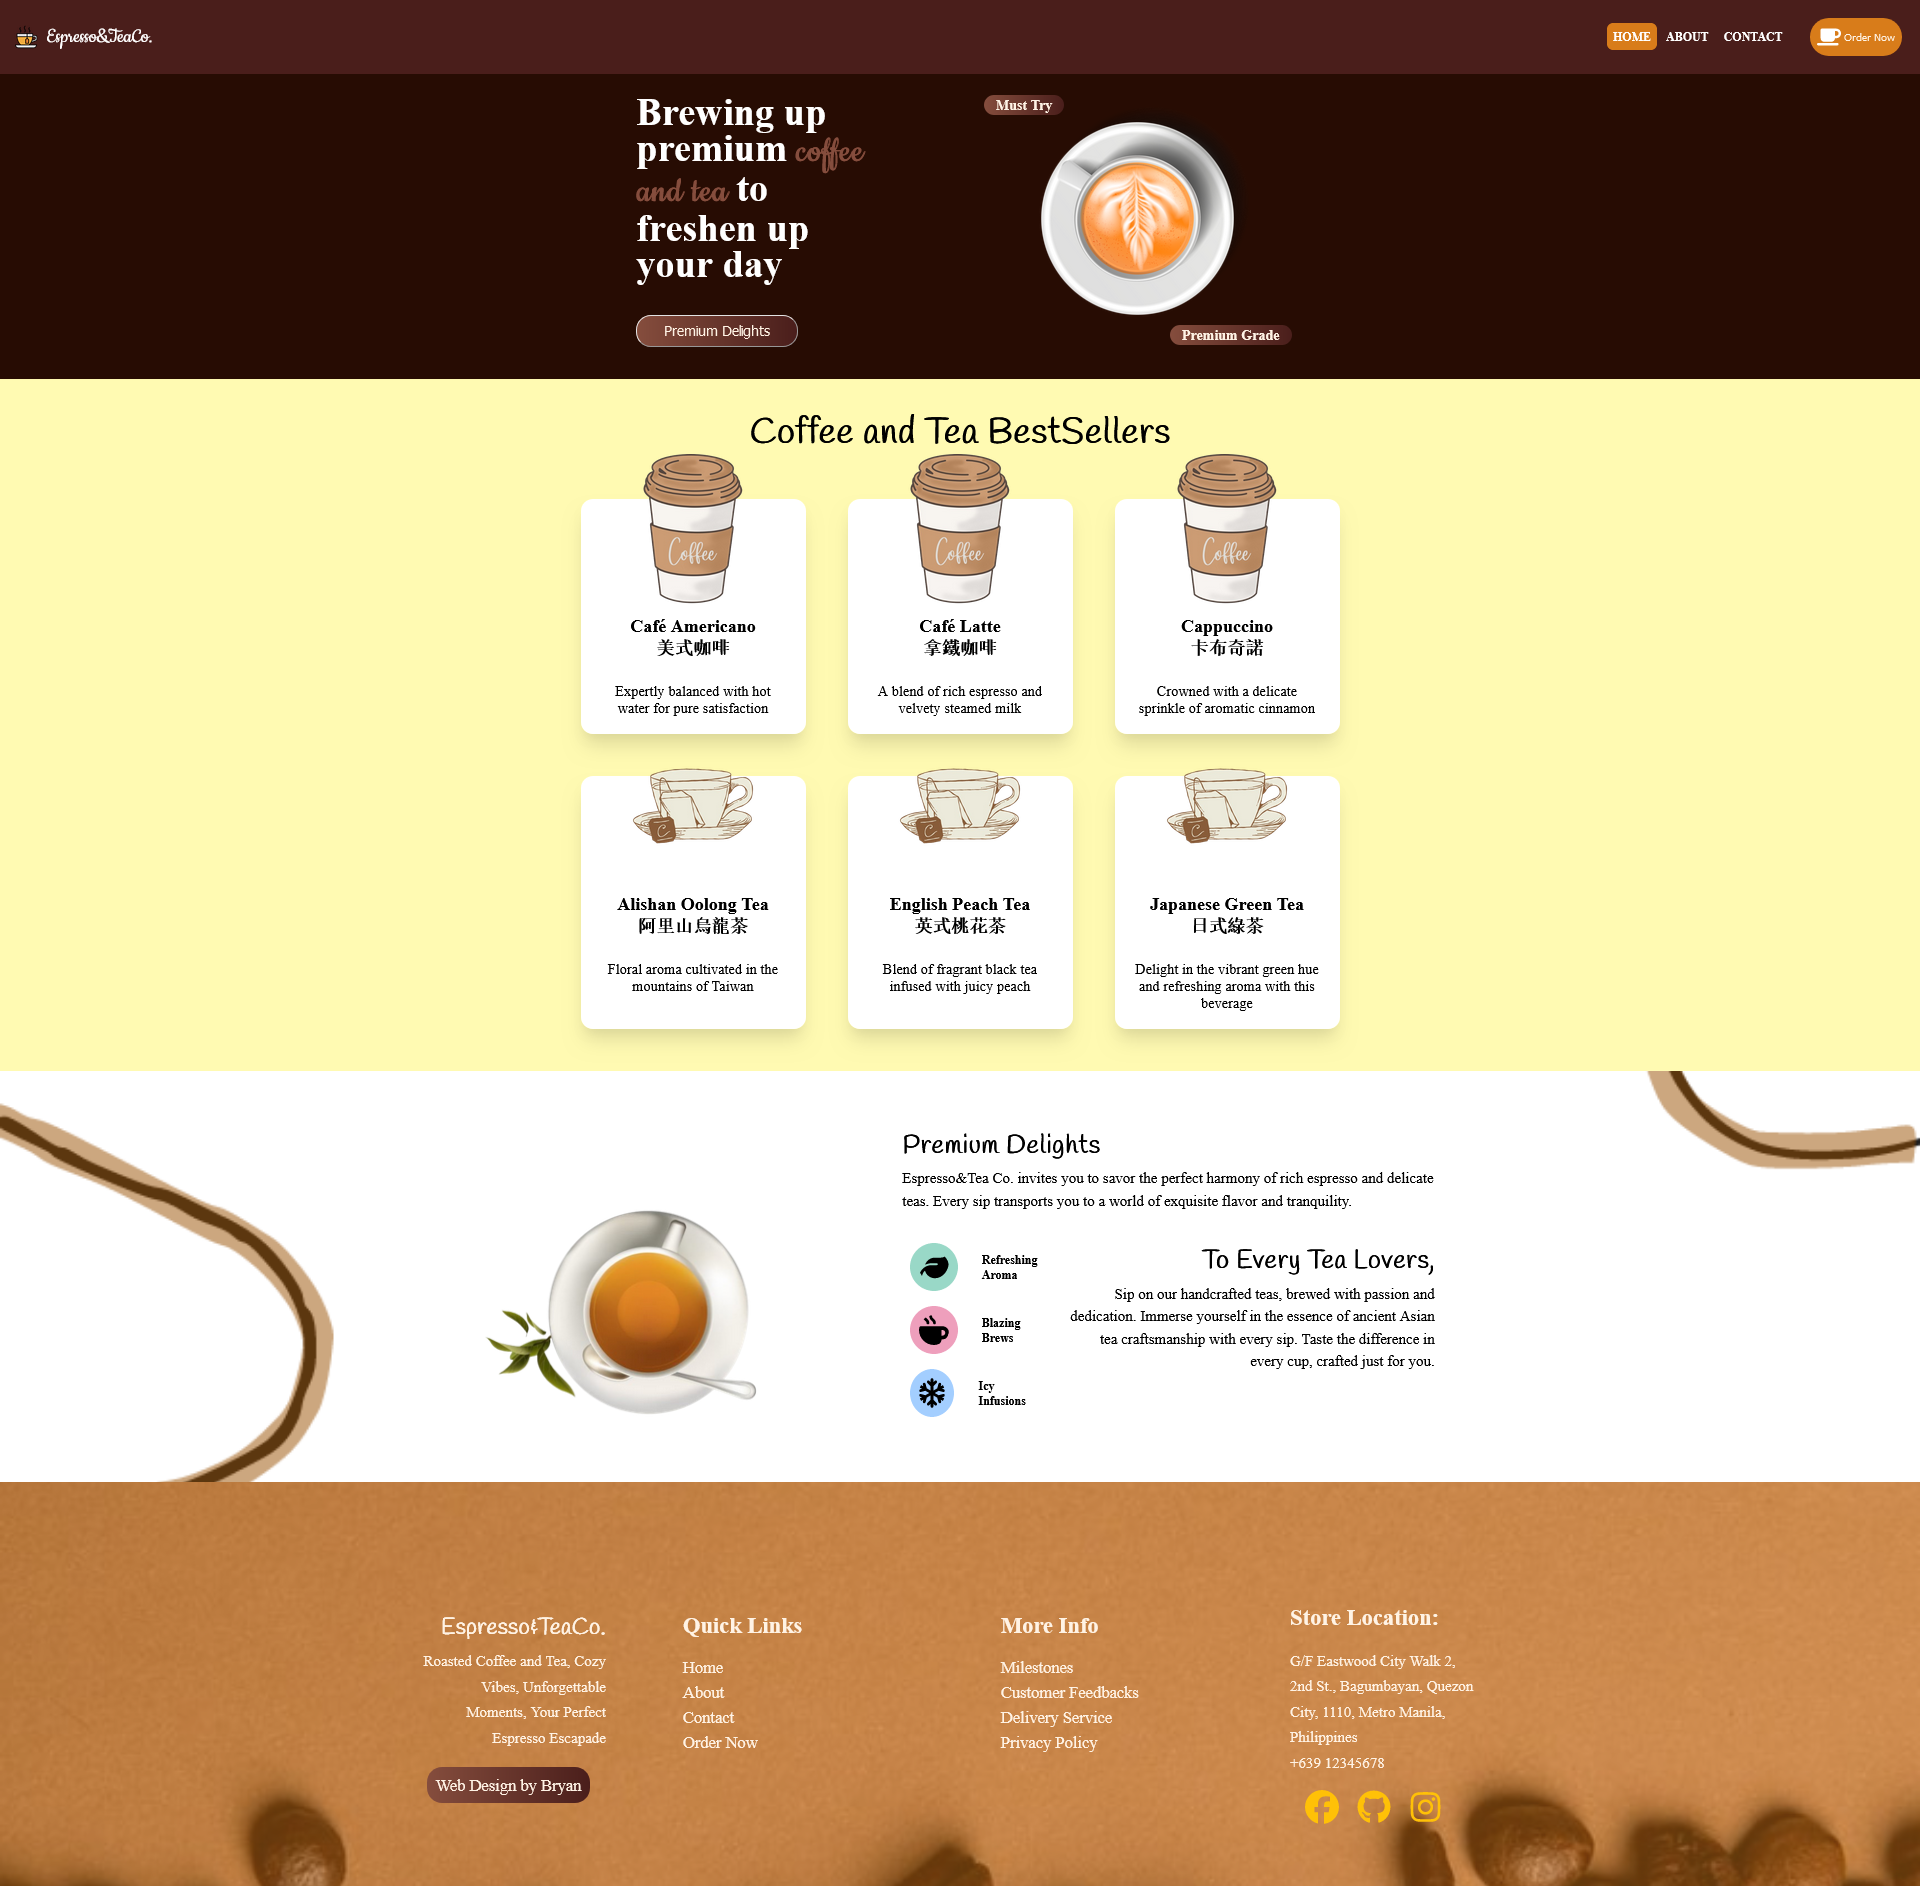 Espresso&TeaCo.
HOME
ABOUT
CONTACT
Order Now
Brewing up
premium coffee
and tea to
freshen up
your day
Premium Delights
Must Try
Premium Grade
Coffee and Tea BestSellers
Coffee
Café Americano
美式咖啡
Expertly balanced with hot
water for pure satisfaction
Coffee
Café Latte
拿鐵咖啡
A blend of rich espresso and
velvety steamed milk
Coffee
Cappuccino
卡布奇諾
Crowned with a delicate
sprinkle of aromatic cinnamon
C
Alishan Oolong Tea
阿里山烏龍茶
Floral aroma cultivated in the
mountains of Taiwan
C
English Peach Tea
英式桃花茶
Blend of fragrant black tea
infused with juicy peach
C
Japanese Green Tea
日式綠茶
Delight in the vibrant green hue
and refreshing aroma with this
beverage
Premium Delights
Espresso&Tea Co. invites you to savor the perfect harmony of rich espresso and delicate
teas. Every sip transports you to a world of exquisite flavor and tranquility.
Refreshing
Aroma
Blazing
Brews
Icy
Infusions
To Every Tea Lovers,
Sip on our handcrafted teas, brewed with passion and
dedication. Immerse yourself in the essence of ancient Asian
tea craftsmanship with every sip. Taste the difference in
every cup, crafted just for you.
Espresso&TeaCo.
Roasted Coffee and Tea, Cozy
Vibes, Unforgettable
Moments, Your Perfect
Espresso Escapade
Web Design by Bryan
Quick Links
Home
About
Contact
Order Now
More Info
Milestones
Customer Feedbacks
Delivery Service
Privacy Policy
Store Location:
G/F Eastwood City Walk 2,
2nd St., Bagumbayan, Quezon
City, 1110, Metro Manila,
Philippines
+639 12345678